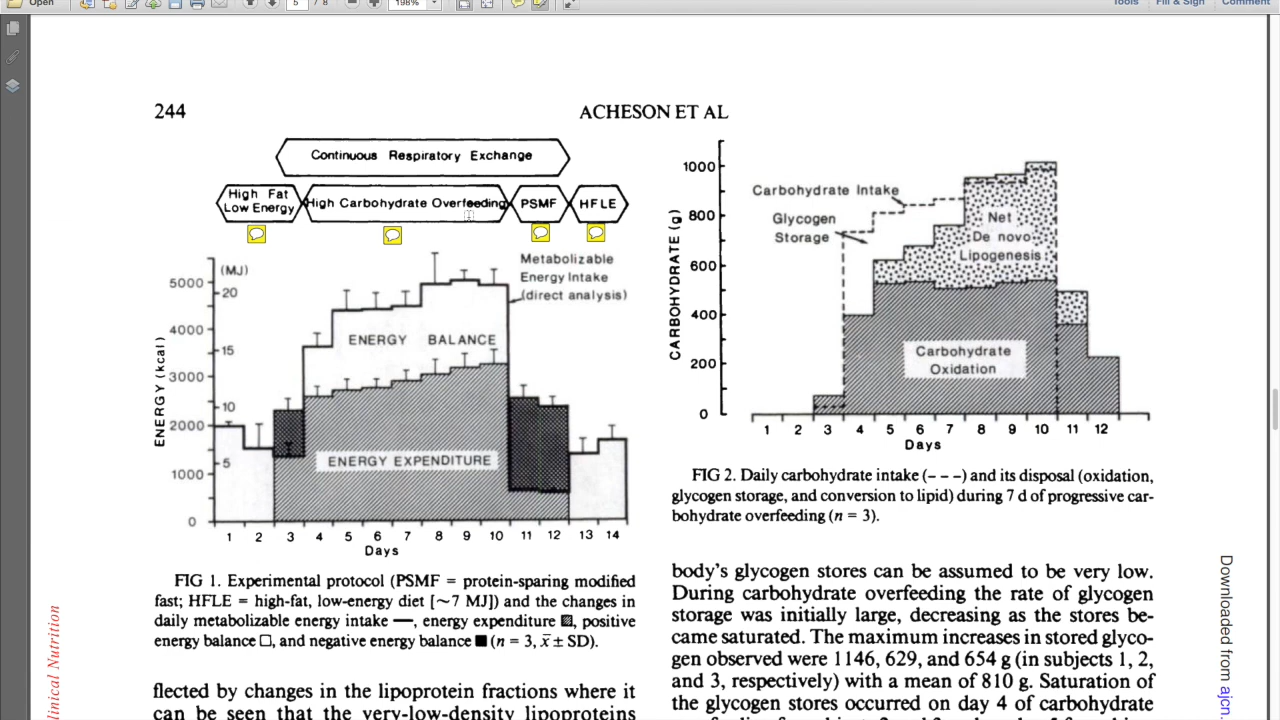 Open
5 / 8
198%
Tools
Fill & Sign
Comment
244
ACHESON ET AL
Continuous Respiratory Exchange
High Fat
Low Energy
High Carbohydrate Overfeeding
PSMF
HFLE
Metabolizable
Energy Intake
(direct analysis)
ENERGY (kcal)
(MJ)
5000
4000
3000
2000
1000
0
20
15
10
5
ENERGY BALANCE
ENERGY EXPENDITURE
1 2 3 4 5 6 7 8 9 10 11 12 13 14
Days
FIG 1. Experimental protocol (PSMF = protein-sparing modified
fast; HFLE = high-fat, low-energy diet [~7 MJ]) and the changes in
daily metabolizable energy intake —, energy expenditure ▨, positive
energy balance □, and negative energy balance ■ (n = 3, x̄ ± SD).
flected by changes in the lipoprotein fractions where it
can be seen that the very-low-density lipoproteins
CARBOHYDRATE (g)
1000
800
600
400
200
0
Carbohydrate Intake
Glycogen
Storage
Net
De novo
Lipogenesis
Carbohydrate
Oxidation
1 2 3 4 5 6 7 8 9 10 11 12
Days
FIG 2. Daily carbohydrate intake (– – –) and its disposal (oxidation,
glycogen storage, and conversion to lipid) during 7 d of progressive car-
bohydrate overfeeding (n = 3).
body's glycogen stores can be assumed to be very low.
During carbohydrate overfeeding the rate of glycogen
storage was initially large, decreasing as the stores be-
came saturated. The maximum increases in stored glyco-
gen observed were 1146, 629, and 654 g (in subjects 1, 2,
and 3, respectively) with a mean of 810 g. Saturation of
the glycogen stores occurred on day 4 of carbohydrate
linical Nutrition
Downloaded from ajcn.